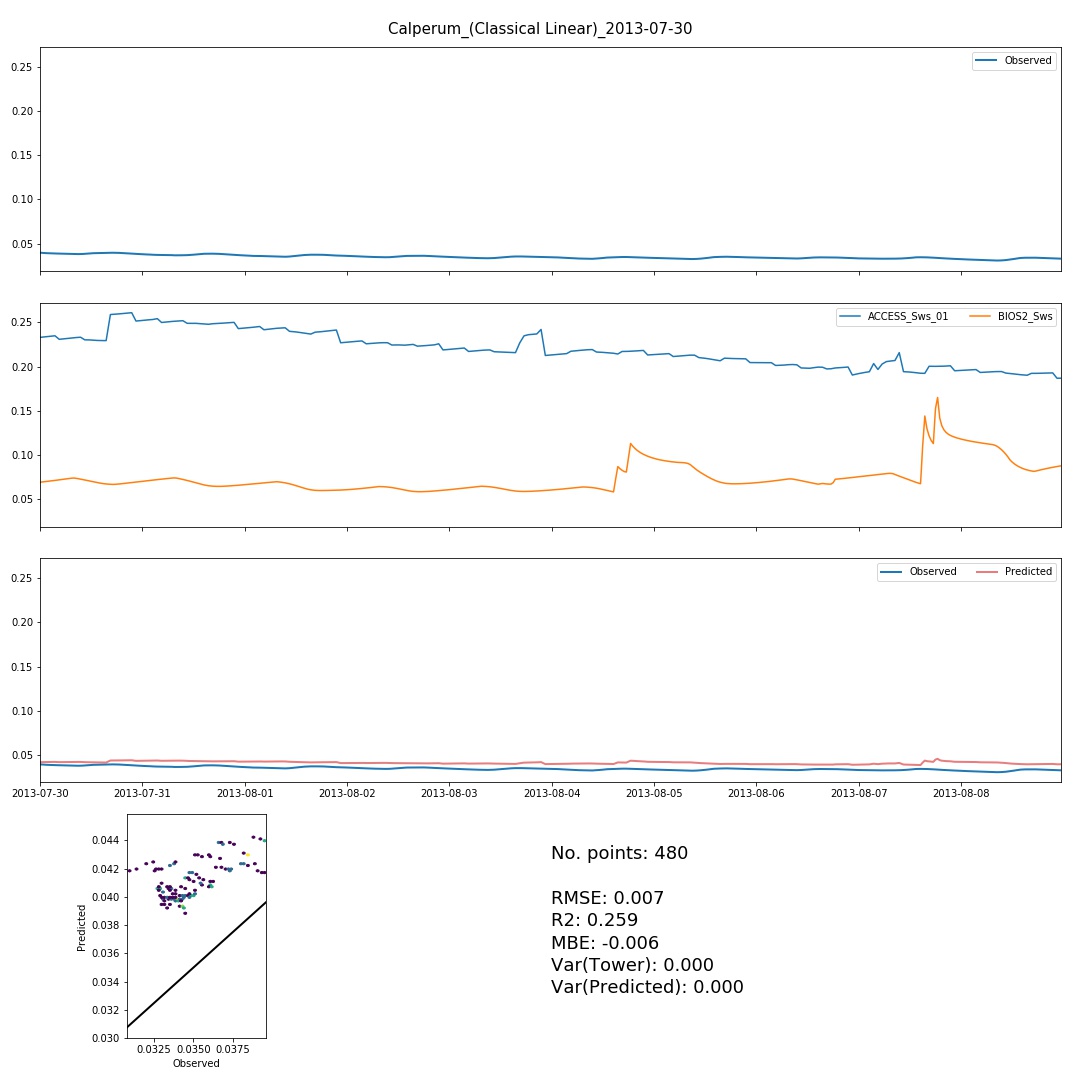 Calperum_(Classical Linear)_2013-07-30
0.25
0.20
0.15
0.10
0.05
Observed
0.25
0.20
0.15
0.10
0.05
ACCESS_Sws_01 BIOS2_Sws
0.25
0.20
0.15
0.10
0.05
Observed Predicted
2013-07-30 2013-07-31 2013-08-01 2013-08-02 2013-08-03 2013-08-04 2013-08-05 2013-08-06 2013-08-07 2013-08-08
0.044
0.042
0.040
0.038
0.036
0.034
0.032
0.030
Predicted
0.0325 0.0350 0.0375
Observed
No. points: 480
RMSE: 0.007
R2: 0.259
MBE: -0.006
Var(Tower): 0.000
Var(Predicted): 0.000